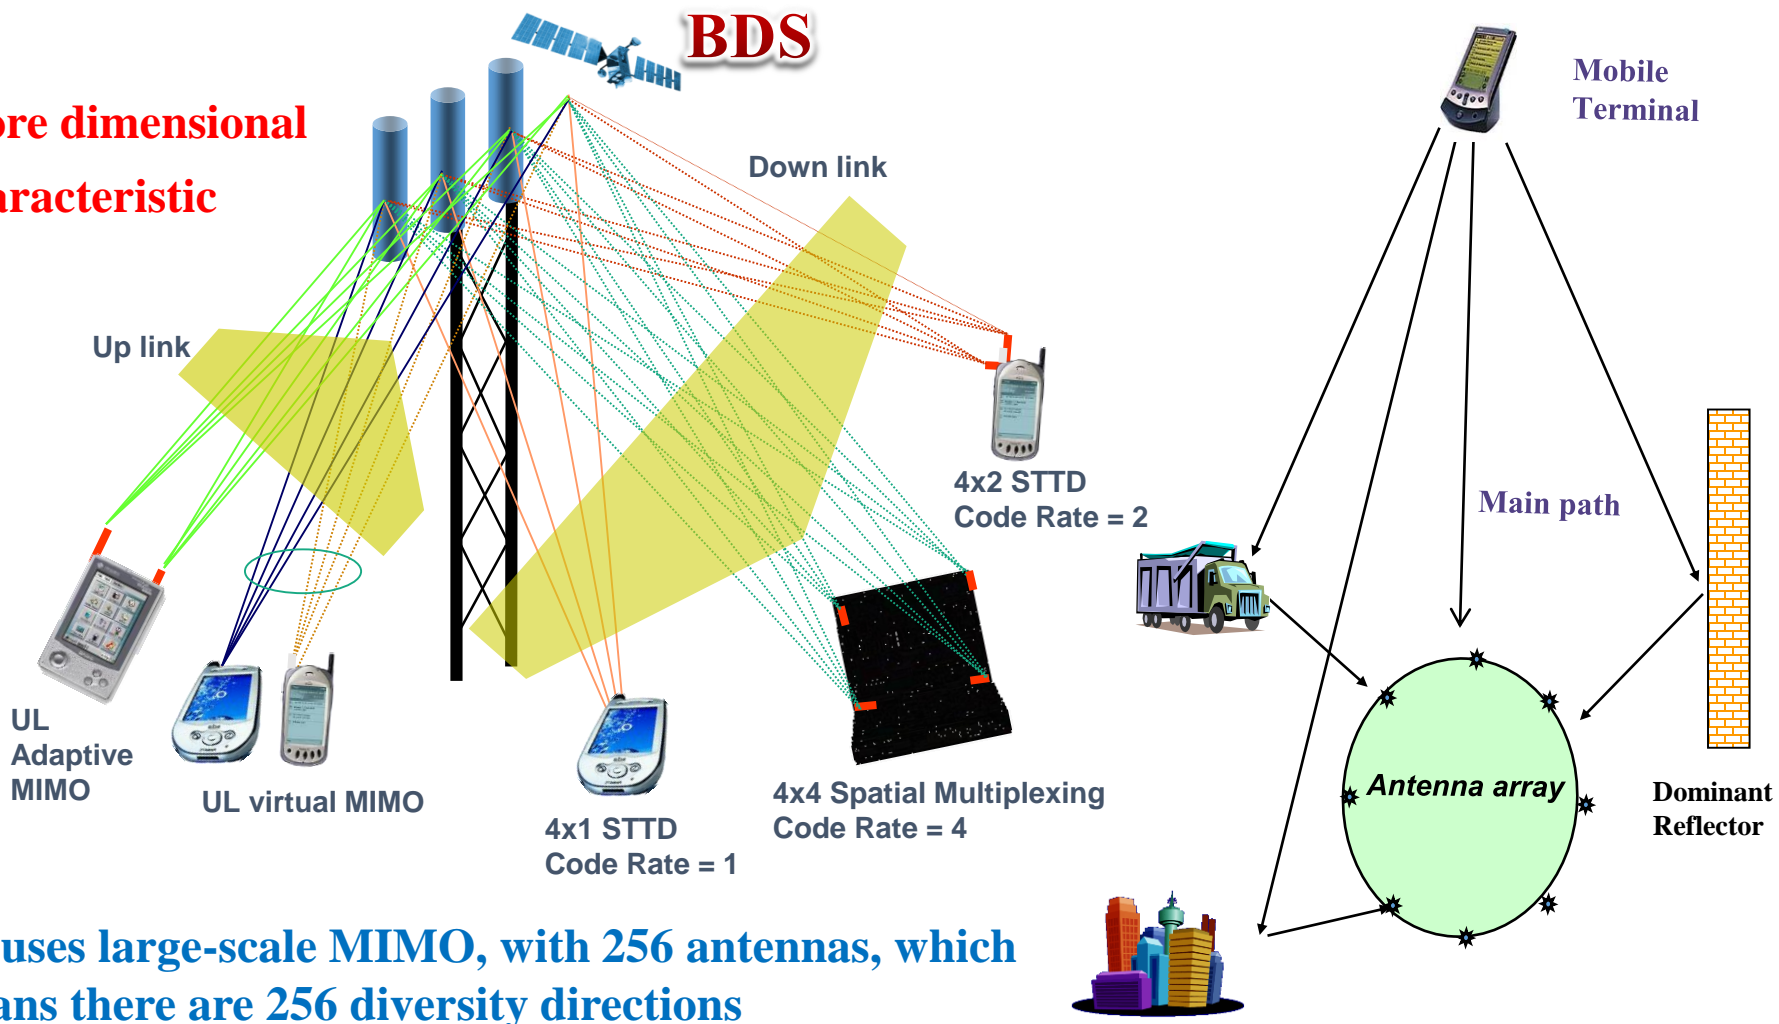 BDS
ore dimensional
aracteristic
Down link
Up link
Mobile
Terminal
4x2 STTD
Code Rate = 2
Main path
UL
Adaptive
MIMO
UL virtual MIMO
4x1 STTD
Code Rate = 1
4x4 Spatial Multiplexing
Code Rate = 4
Antenna array
Dominant
Reflector
uses large-scale MIMO, with 256 antennas, which
ans there are 256 diversity directions